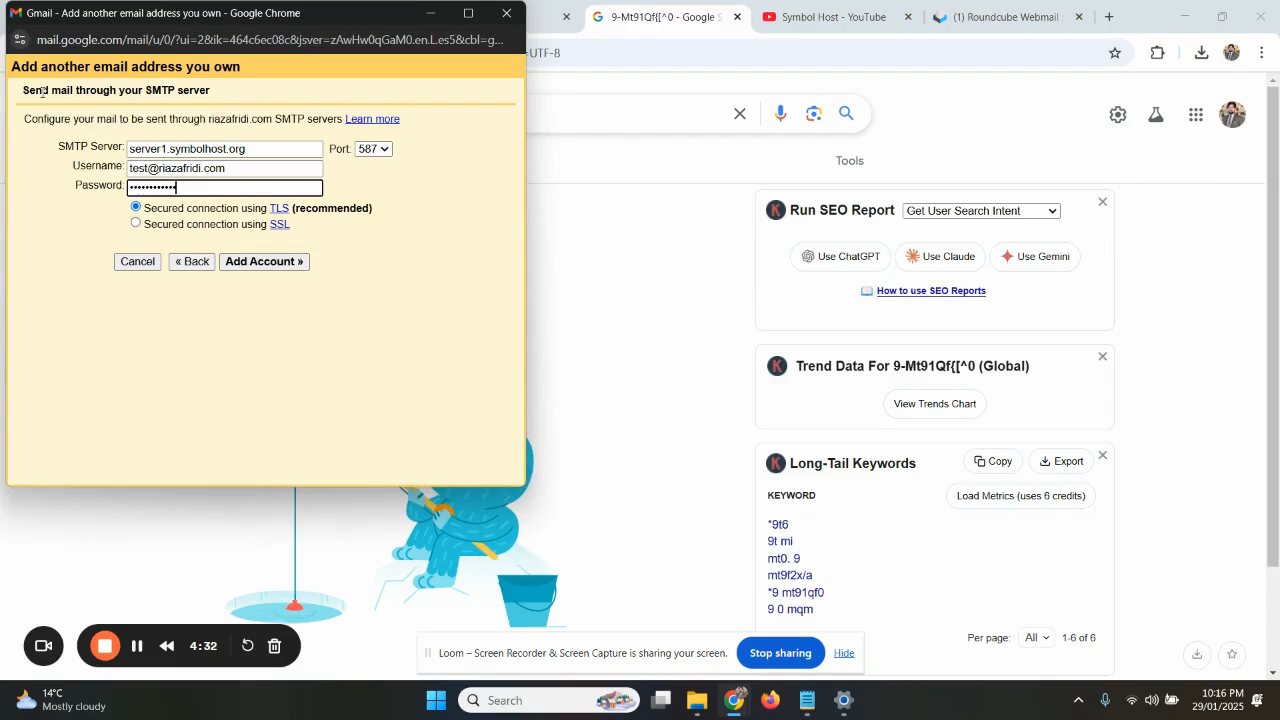 Gmail - Add another email address you own - Google Chrome
9-Mt91Qf{[^0 - Google S
Symbol Host - YouTube
(1) Roundcube Webmail
mail.google.com/mail/u/0/?ui=2&ik=464c6ec08c&jsver=zAwHw0qGaM0.en.l.es5&cbl=g...
-UTF-8
Add another email address you own
Send mail through your SMTP server
Configure your mail to be sent through riazafridi.com SMTP servers Learn more
SMTP Server: server1.symbolhost.org Port: 587
Username: test@riazafridi.com
Password: ••••••••••••
Secured connection using TLS (recommended)
Secured connection using SSL
Cancel « Back Add Account »
Tools
K Run SEO Report Get User Search Intent
Use ChatGPT Use Claude Use Gemini
How to use SEO Reports
K Trend Data For 9-Mt91Qf{[^0 (Global)
View Trends Chart
K Long-Tail Keywords Copy Export
KEYWORD Load Metrics (uses 6 credits)
*9t6
9t mi
mt0. 9
mt9f2x/a
*9 mt91qf0
9 0 mqm
Per page: All 1-6 of 6
4:32
Loom – Screen Recorder & Screen Capture is sharing your screen. Stop sharing Hide
14°C
Mostly cloudy
Search
10:16 PM
29/01/2025